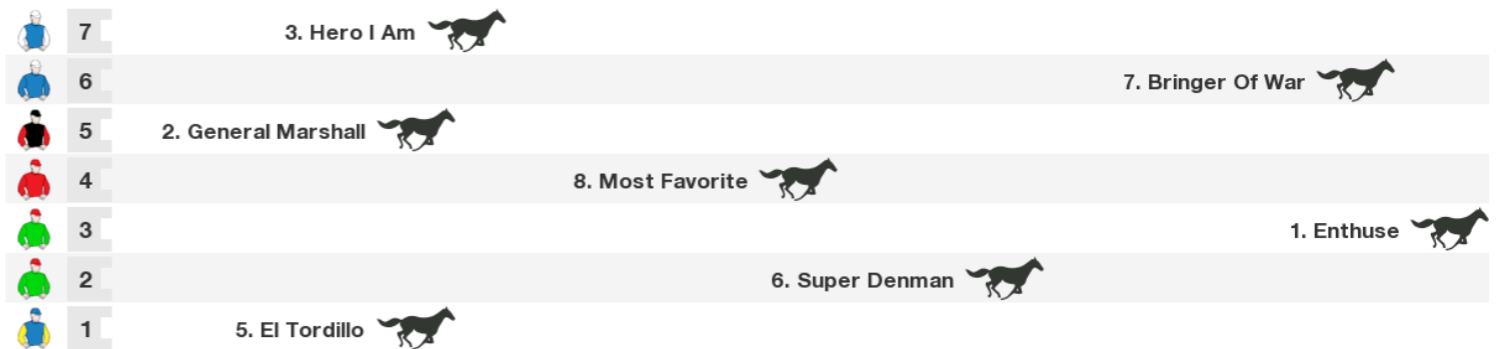 7 3. Hero I Am
6 7. Bringer Of War
5 2. General Marshall
4 8. Most Favorite
3 1. Enthuse
2 6. Super Denman
1 5. El Tordillo